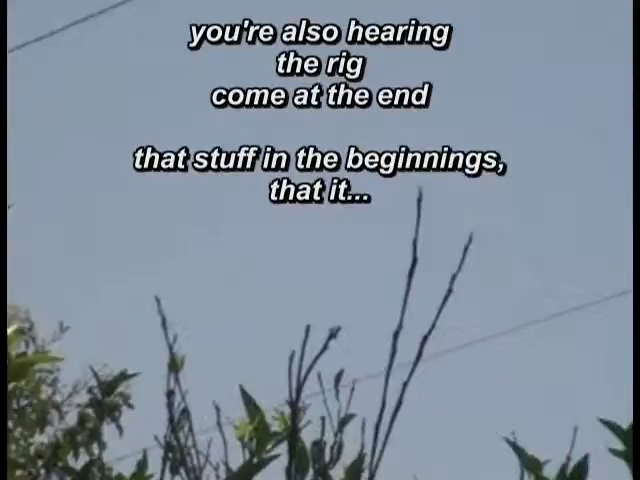 you're also hearing
the rig
come at the end
that stuff in the beginnings,
that it...